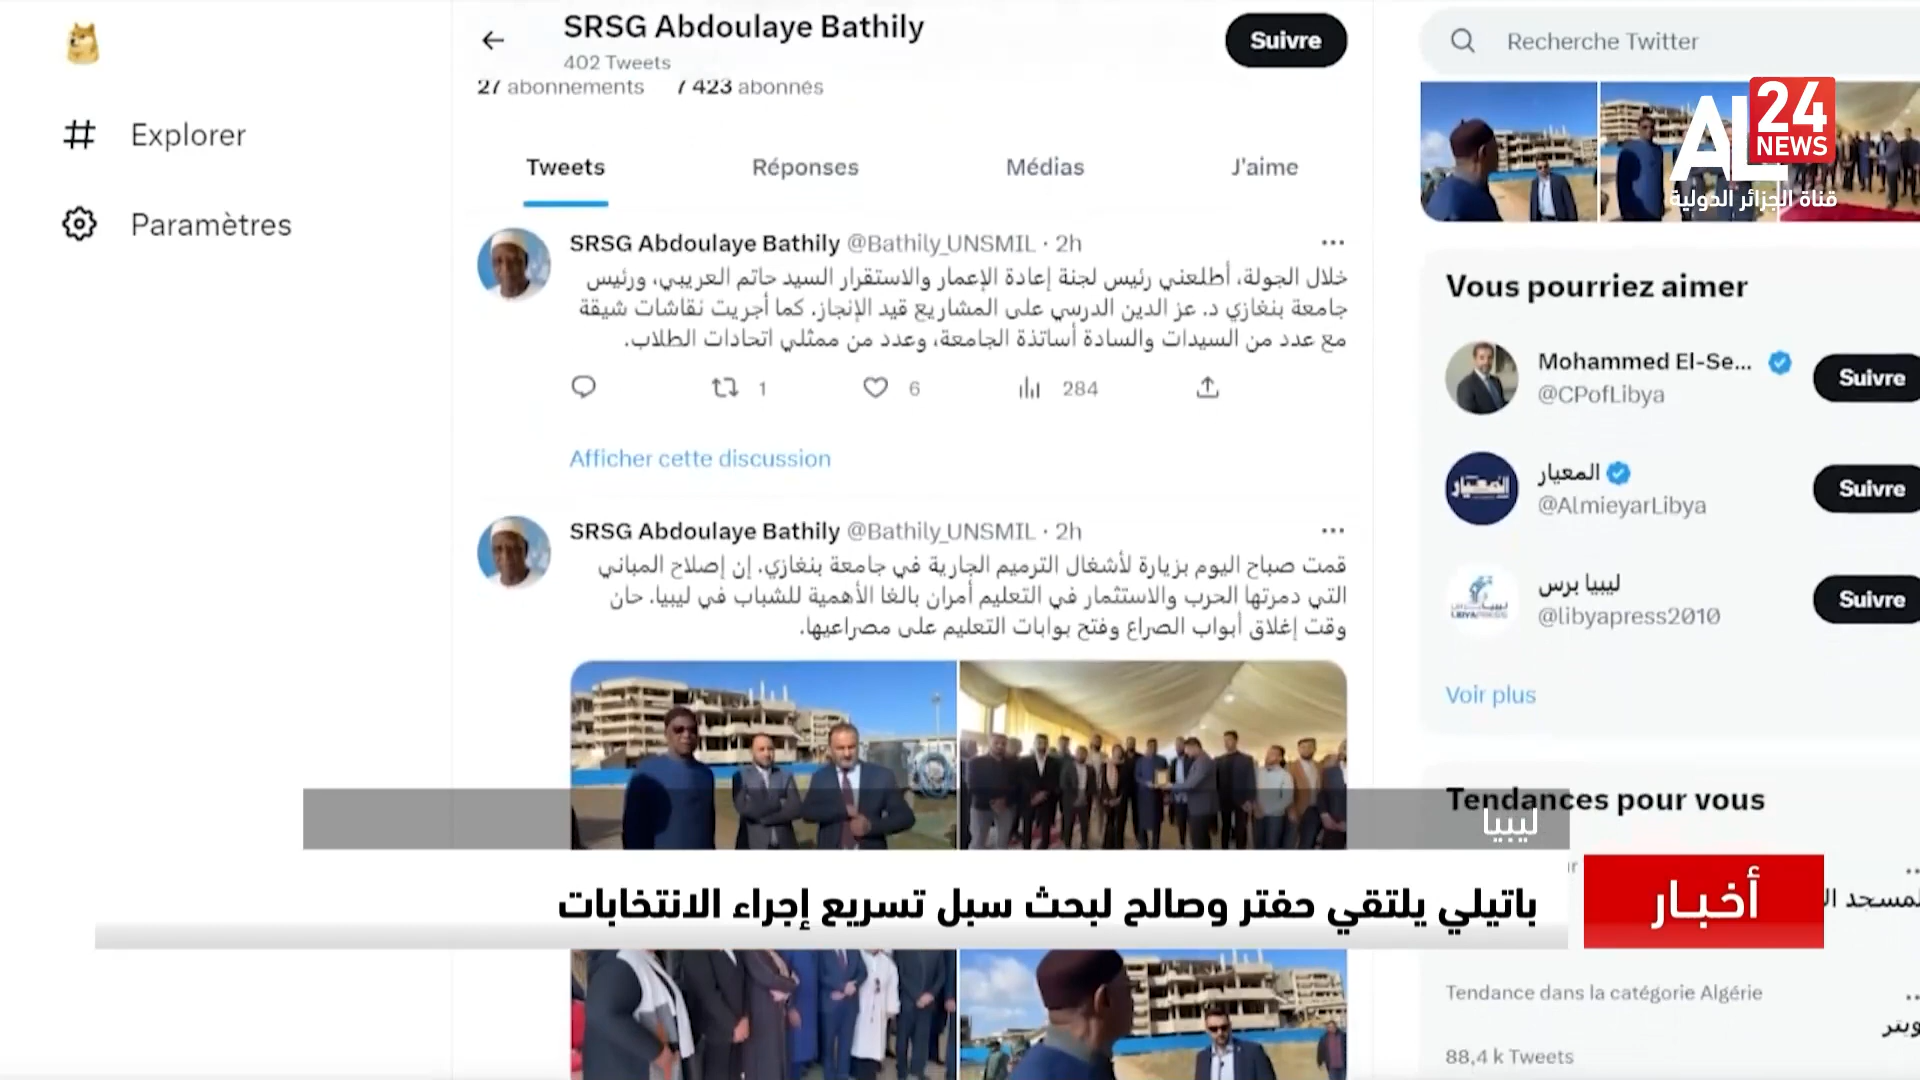 SRSG Abdoulaye Bathily
402 Tweets
27 abonnements 7 423 abonnés
Suivre
Explorer
Paramètres
Tweets Réponses Médias J'aime
SRSG Abdoulaye Bathily @Bathily_UNSMIL · 2h
خلال الجولة، أطلعني رئيس لجنة إعادة الإعمار والاستقرار السيد حاتم العريبي، ورئيس
جامعة بنغازي د. عز الدين الدرسي على المشاريع قيد الإنجاز. كما أجريت نقاشات شيقة
مع عدد من السيدات والسادة أساتذة الجامعة، وعدد من ممثلي اتحادات الطلاب.
1 6 284
Afficher cette discussion
SRSG Abdoulaye Bathily @Bathily_UNSMIL · 2h
قمت صباح اليوم بزيارة لأشغال الترميم الجارية في جامعة بنغازي. إن إصلاح المباني
التي دمرتها الحرب والاستثمار في التعليم أمران بالغا الأهمية للشباب في ليبيا. حان
وقت إغلاق أبواب الصراع وفتح بوابات التعليم على مصراعيها.
Recherche Twitter
AL 24 NEWS
قناة الجزائر الدولية
Vous pourriez aimer
Mohammed El-Se...
@CPofLibya
Suivre
المعيار
المعيار
@AlmieyarLibya
Suivre
ليبيا برس
@libyapress2010
Suivre
Voir plus
Tendances pour vous
ليبيا
باتيلي يلتقي حفتر وصالح لبحث سبل تسريع إجراء الانتخابات
أخبار
Tendance dans la catégorie Algérie
88,4 k Tweets